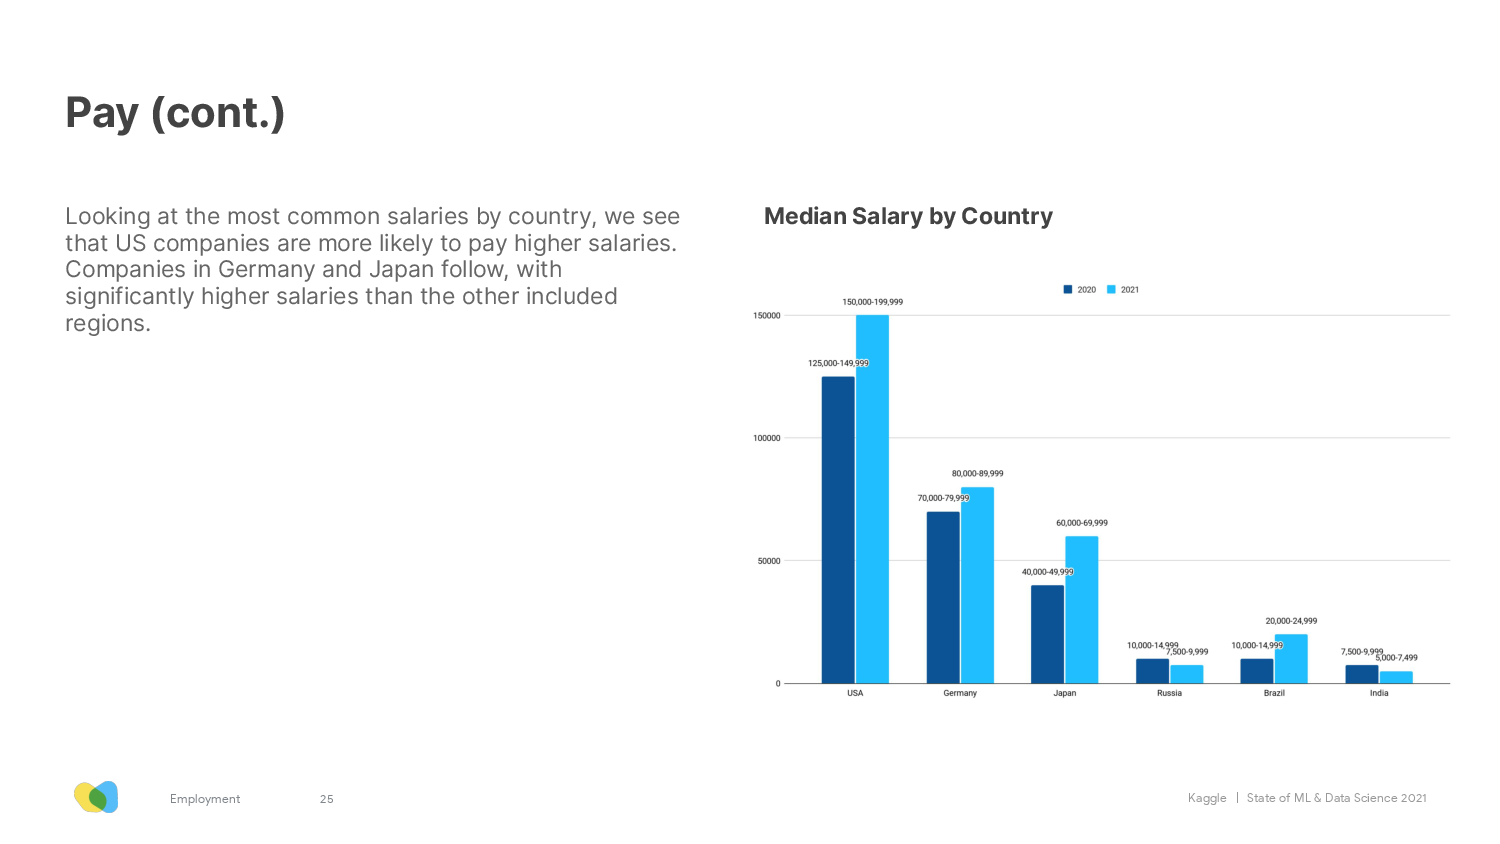 Pay (cont.)
Looking at the most common salaries by country, we see
that US companies are more likely to pay higher salaries.
Companies in Germany and Japan follow, with
significantly higher salaries than the other included
regions.
Median Salary by Country
2020 2021
150,000-199,999
150000
125,000-149,999
100000
80,000-89,999
70,000-79,999
60,000-69,999
50000
40,000-49,999
20,000-24,999
10,000-14,999
7,500-9,999
10,000-14,999
7,500-9,999
5,000-7,499
0
USA Germany Japan Russia Brazil India
Employment 25
Kaggle | State of ML & Data Science 2021